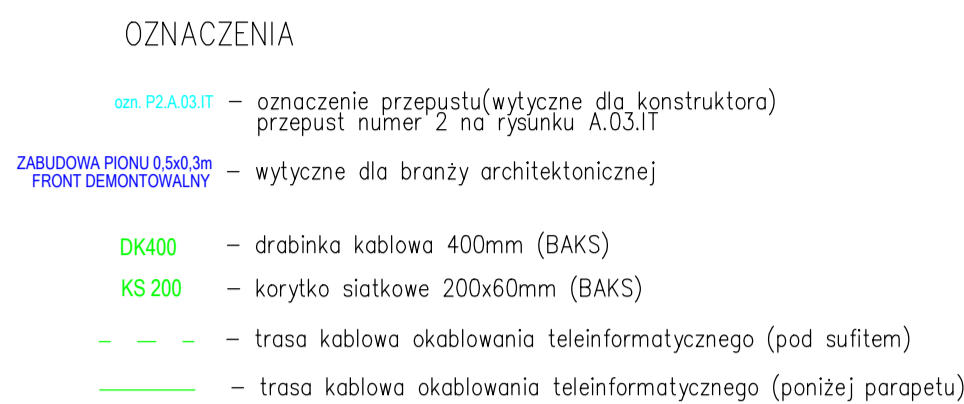 OZNACZENIA
ozn. P2.A.03.IT – oznaczenie przepustu(wytyczne dla konstruktora)
przepust numer 2 na rysunku A.03.IT
ZABUDOWA PIONU 0,5x0,3m
FRONT DEMONTOWALNY – wytyczne dla branży architektonicznej
DK400 – drabinka kablowa 400mm (BAKS)
KS 200 – korytko siatkowe 200x60mm (BAKS)
– trasa kablowa okablowania teleinformatycznego (pod sufitem)
– trasa kablowa okablowania teleinformatycznego (poniżej parapetu)